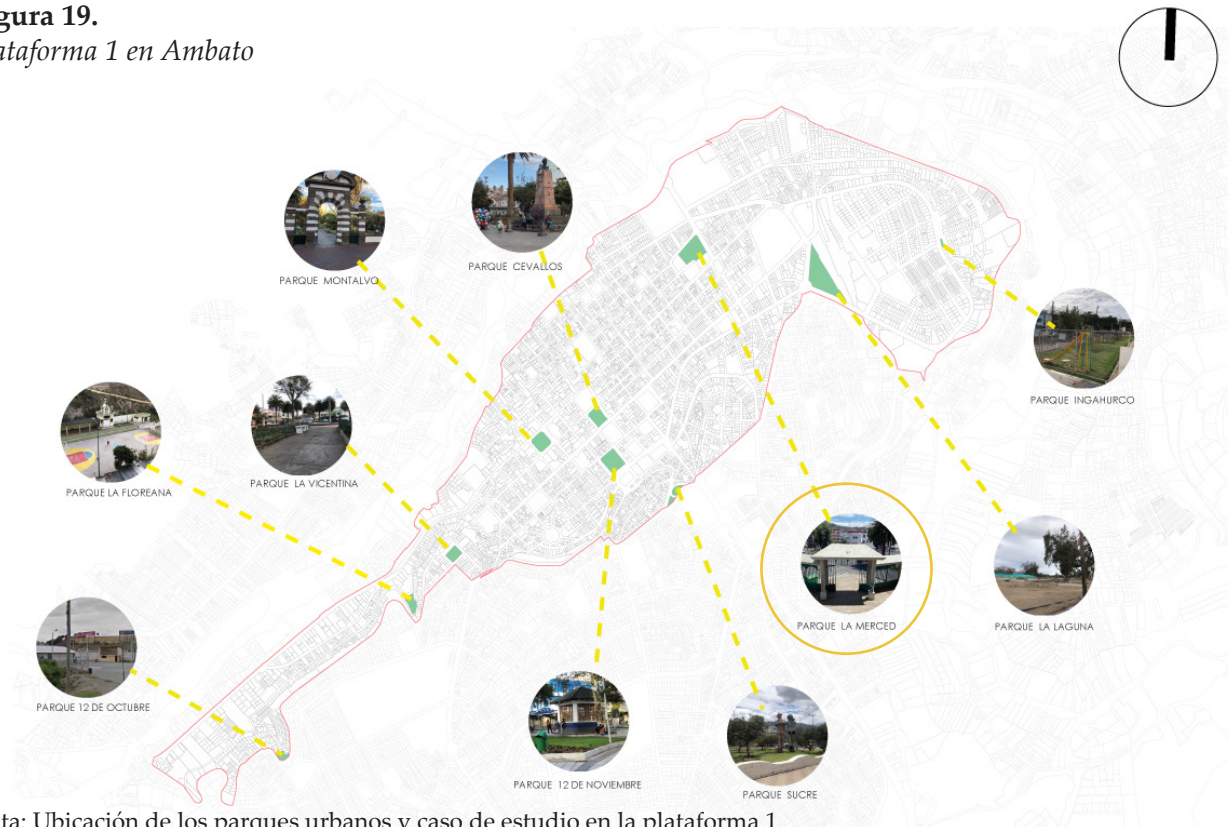 gura 19.
ataforma 1 en Ambato
PARQUE MONTALVO
PARQUE CEVALLOS
PARQUE INGAHURCO
PARQUE LA FLOREANA
PARQUE LA VICENTINA
PARQUE LA MERCED
PARQUE LA LAGUNA
PARQUE 12 DE OCTUBRE
PARQUE 12 DE NOVIEMBRE
PARQUE SUCRE
ta: Ubicación de los parques urbanos y caso de estudio en la plataforma 1